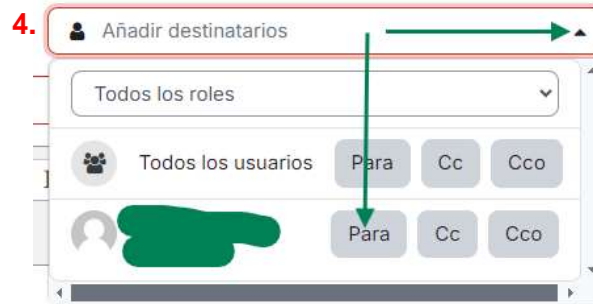 4.
Añadir destinatarios
Todos los roles
Todos los usuarios Para Cc Cco
Para Cc Cco